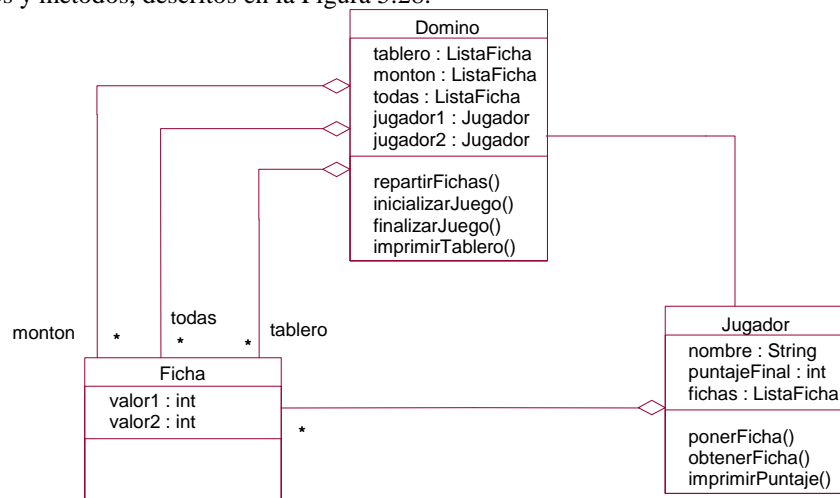 es y métodos, descritos en la Figura 3.28.
Domino
tablero : ListaFicha
monton : ListaFicha
todas : ListaFicha
jugador1 : Jugador
jugador2 : Jugador
repartirFichas()
inicializarJuego()
finalizarJuego()
imprimirTablero()
monton
*
todas
*
tablero
*
Ficha
valor1 : int
valor2 : int
*
Jugador
nombre : String
puntajeFinal : int
fichas : ListaFicha
ponerFicha()
obtenerFicha()
imprimirPuntaje()